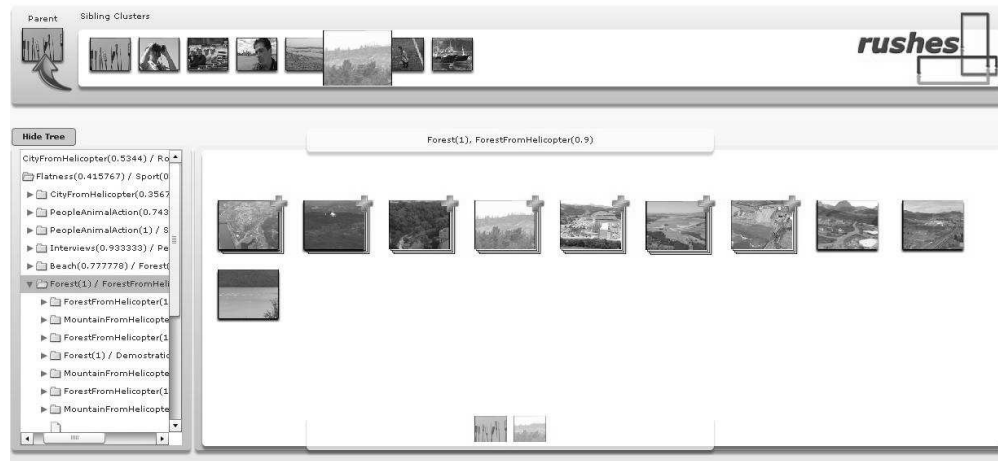 Parent
Sibling Clusters
rushes
Hide Tree
Forest(1), ForestFromHelicopter(0.9)
CityFromHelicopter(0.5344) / Ro
Flatness(0.415767) / Sport(0
CityFromHelicopter(0.3567
PeopleAnimalAction(0.743
PeopleAnimalAction(1) / S
Interviews(0.933333) / Pe
Beach(0.777778) / Forest(
Forest(1) / ForestFromHeli
ForestFromHelicopter(1
MountainFromHelicopte
ForestFromHelicopter(1
Forest(1) / Demostratio
MountainFromHelicopte
ForestFromHelicopter(1
MountainFromHelicopte